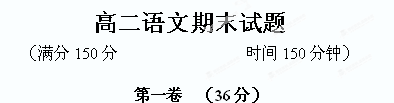 高二语文期末试题
（满分 150 分　　　　　　　　　时间 150 分钟）
第一卷　（36 分）